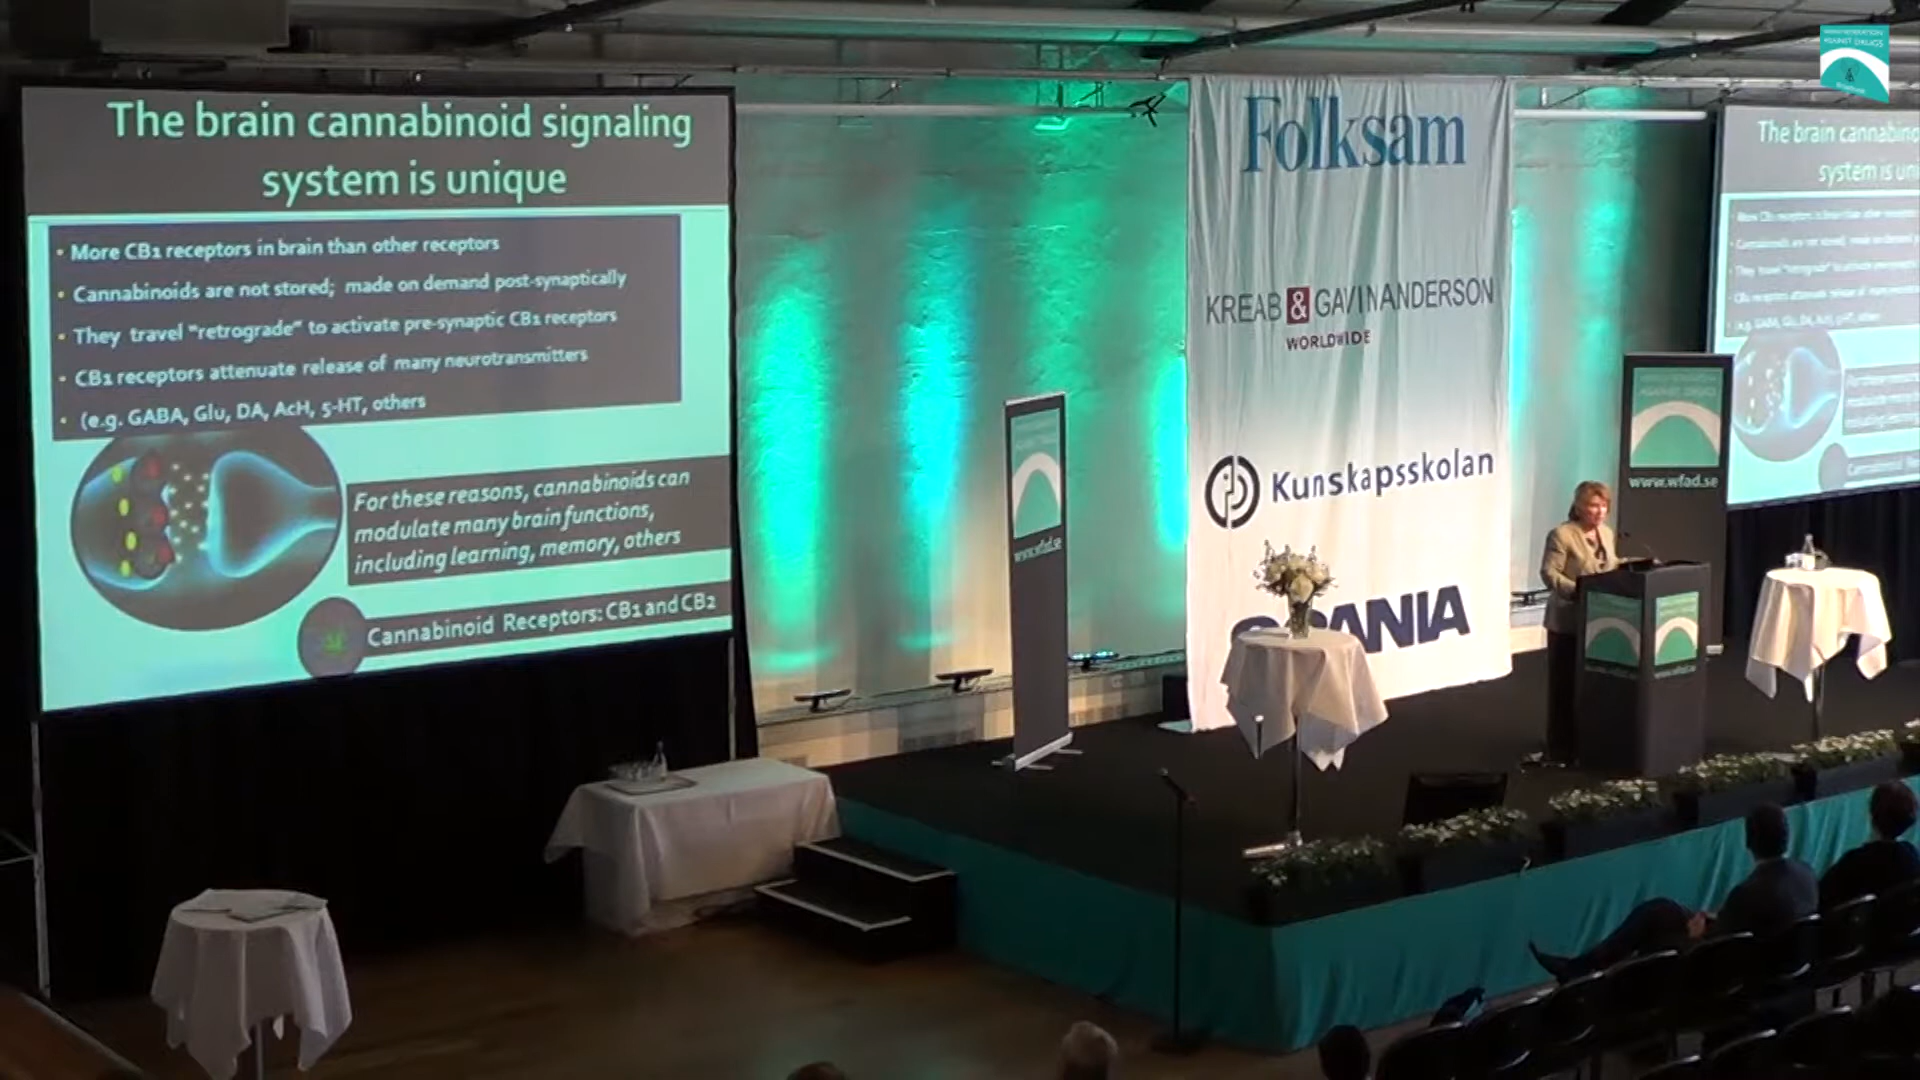 The brain cannabinoid signaling
system is unique
• More CB1 receptors in brain than other receptors
• Cannabinoids are not stored; made on demand post-synaptically
• They travel "retrograde" to activate pre-synaptic CB1 receptors
• CB1 receptors attenuate release of many neurotransmitters
• (e.g. GABA, Glu, DA, AcH, 5-HT, others
For these reasons, cannabinoids can
modulate many brain functions,
including learning, memory, others
Cannabinoid Receptors: CB1 and CB2
www.wfad.se
Folksam
KREAB & GAVIN ANDERSON
WORLDWIDE
Kunskapsskolan
SCANIA
www.wfad.se
The brain cannabino
system is uni
AGAINST DRUGS